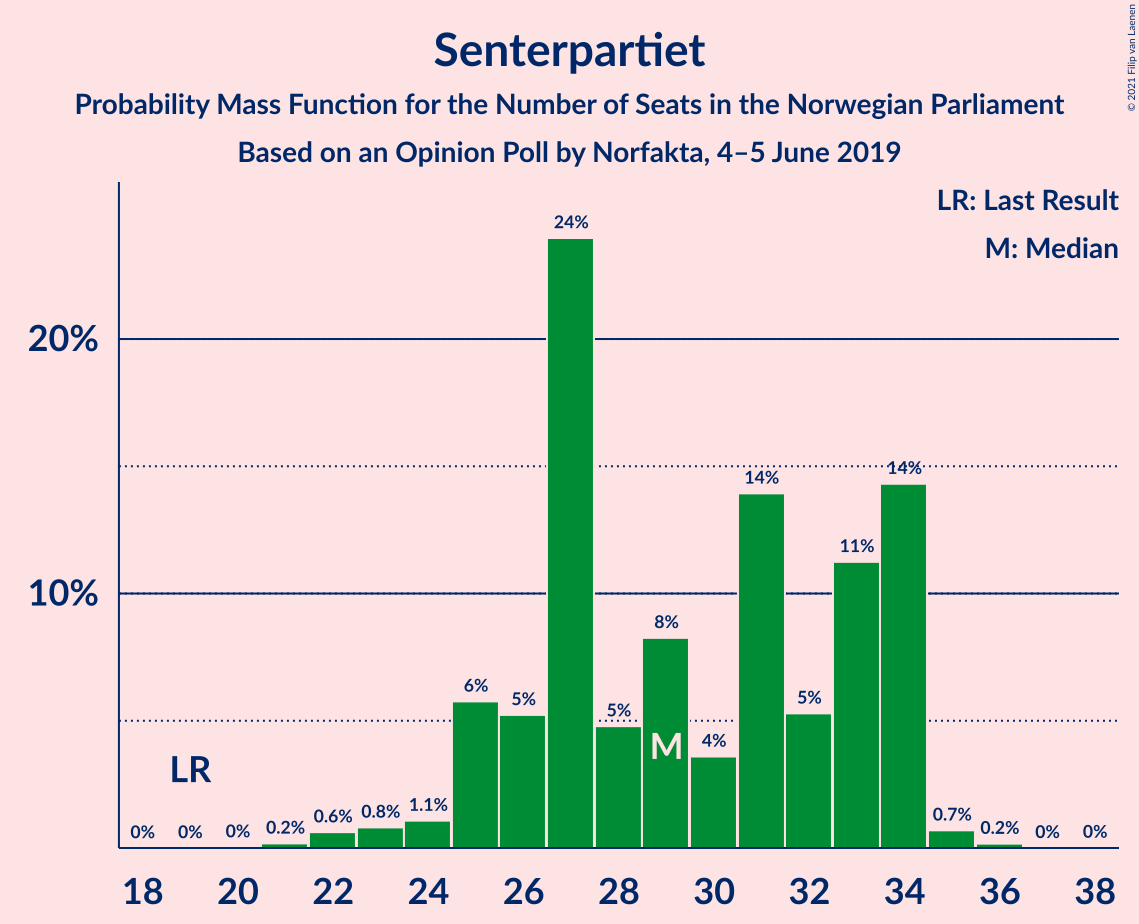 © 2021 Filip van Laenen
Senterpartiet
Probability Mass Function for the Number of Seats in the Norwegian Parliament
Based on an Opinion Poll by Norfakta, 4–5 June 2019
LR: Last Result
M: Median
20%
10%
24%
14%
14%
11%
8%
6%
5%
5%
4%
5%
M
LR
0%
0%
0%
0.2%
0.6%
0.8%
1.1%
0.7%
0.2%
0%
0%
18 20 22 24 26 28 30 32 34 36 38